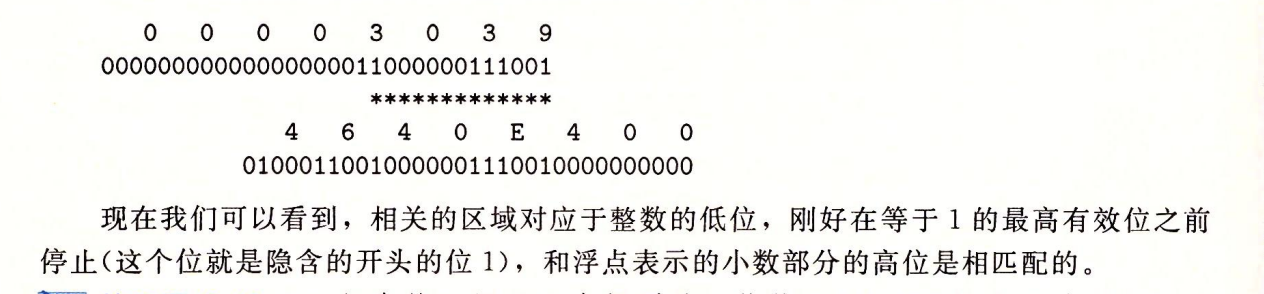 0 0 0 0 3 0 3 9
00000000000000000011000000111001
*************
4 6 4 0 E 4 0 0
01000110010000001110010000000000
现在我们可以看到，相关的区域对应于整数的低位，刚好在等于 1 的最高有效位之前
停止(这个位就是隐含的开头的位 1)，和浮点表示的小数部分的高位是相匹配的。